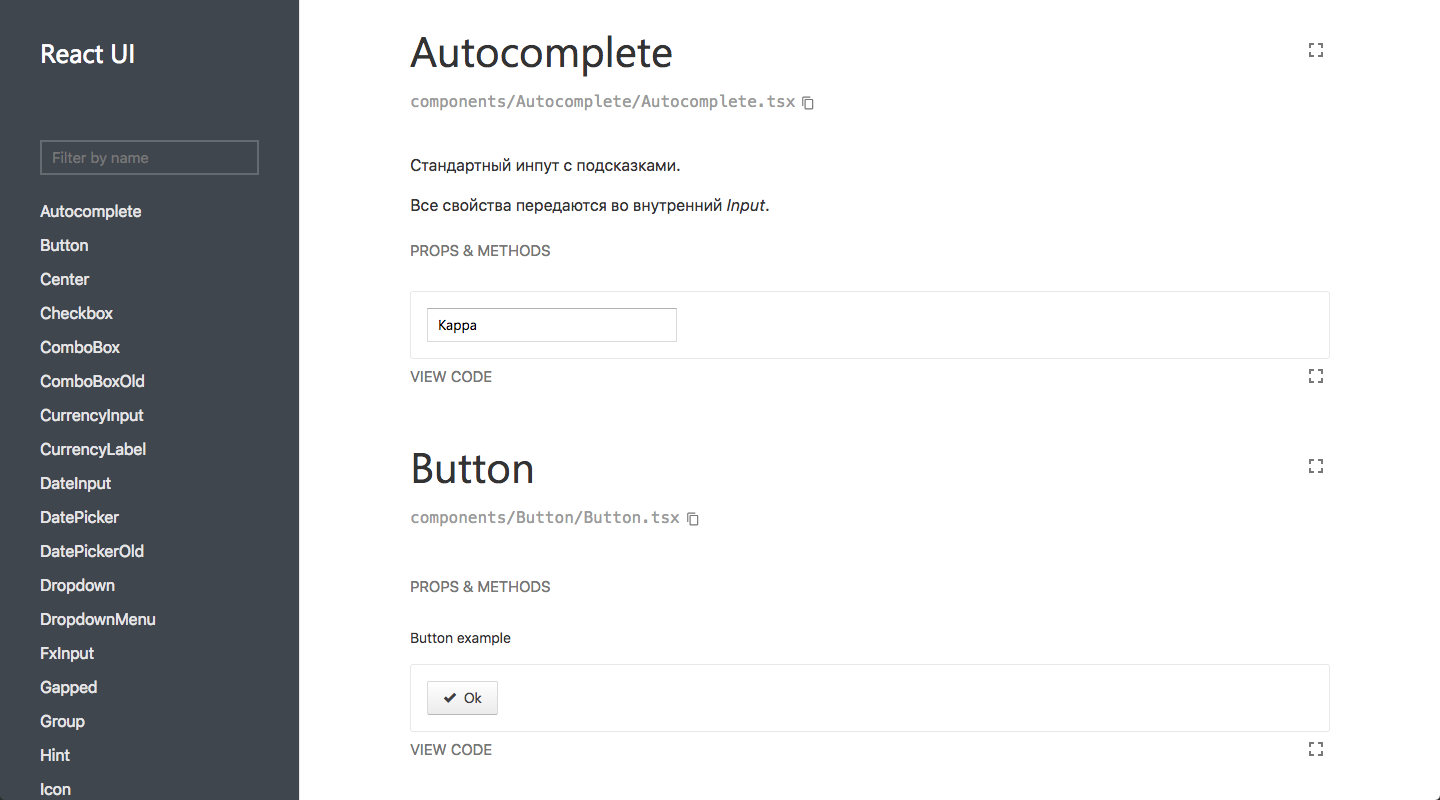 React UI
Filter by name
Autocomplete
Button
Center
Checkbox
ComboBox
ComboBoxOld
CurrencyInput
CurrencyLabel
DateInput
DatePicker
DatePickerOld
Dropdown
DropdownMenu
FxInput
Gapped
Group
Hint
Icon
Autocomplete
components/Autocomplete/Autocomplete.tsx
Стандартный инпут с подсказками.
Все свойства передаются во внутренний Input.
PROPS & METHODS
Kappa
VIEW CODE
Button
components/Button/Button.tsx
PROPS & METHODS
Button example
Ok
VIEW CODE